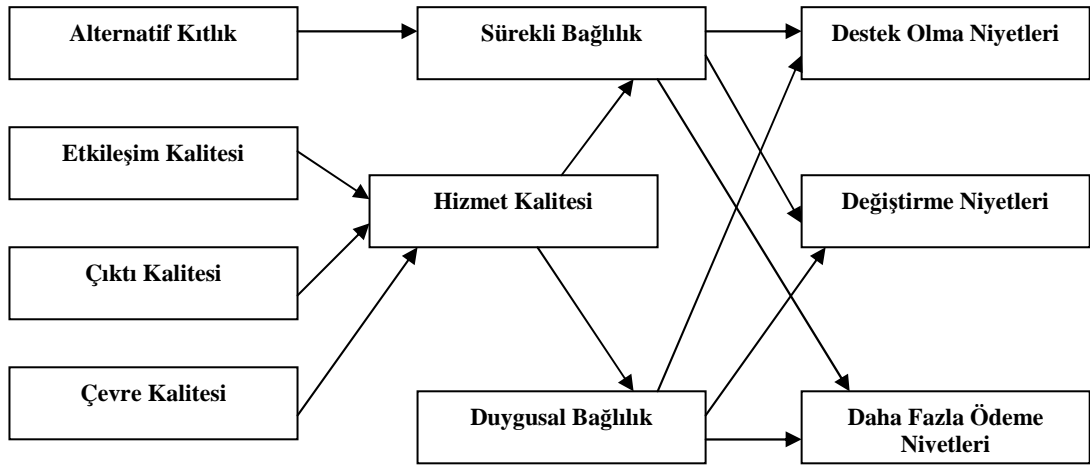 Alternatif Kıtlık
Sürekli Bağlılık
Destek Olma Niyetleri
Etkileşim Kalitesi
Hizmet Kalitesi
Değiştirme Niyetleri
Çıktı Kalitesi
Çevre Kalitesi
Duygusal Bağlılık
Daha Fazla Ödeme
Nivetleri